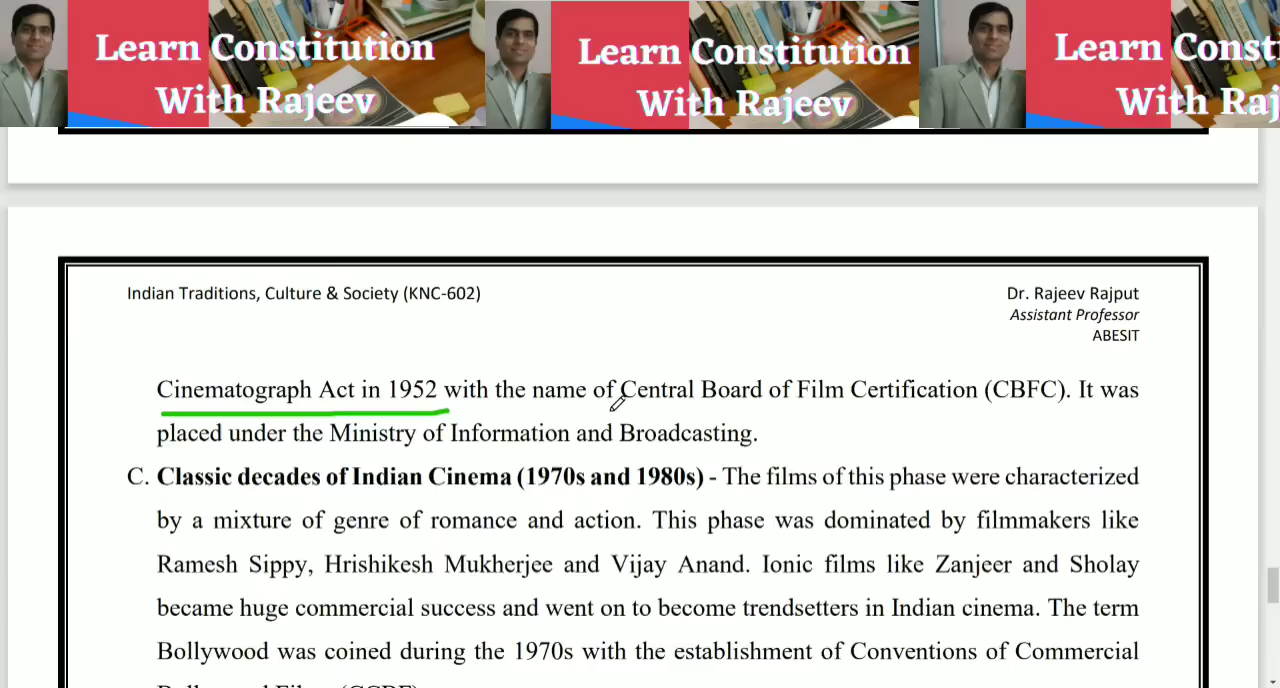 Learn Constitution
With Rajeev
Learn Constitution
With Rajeev
Learn Consti
With Raj
Indian Traditions, Culture & Society (KNC-602)
Dr. Rajeev Rajput
Assistant Professor
ABESIT
Cinematograph Act in 1952 with the name of Central Board of Film Certification (CBFC). It was
placed under the Ministry of Information and Broadcasting.
C. Classic decades of Indian Cinema (1970s and 1980s) - The films of this phase were characterized
by a mixture of genre of romance and action. This phase was dominated by filmmakers like
Ramesh Sippy, Hrishikesh Mukherjee and Vijay Anand. Ionic films like Zanjeer and Sholay
became huge commercial success and went on to become trendsetters in Indian cinema. The term
Bollywood was coined during the 1970s with the establishment of Conventions of Commercial